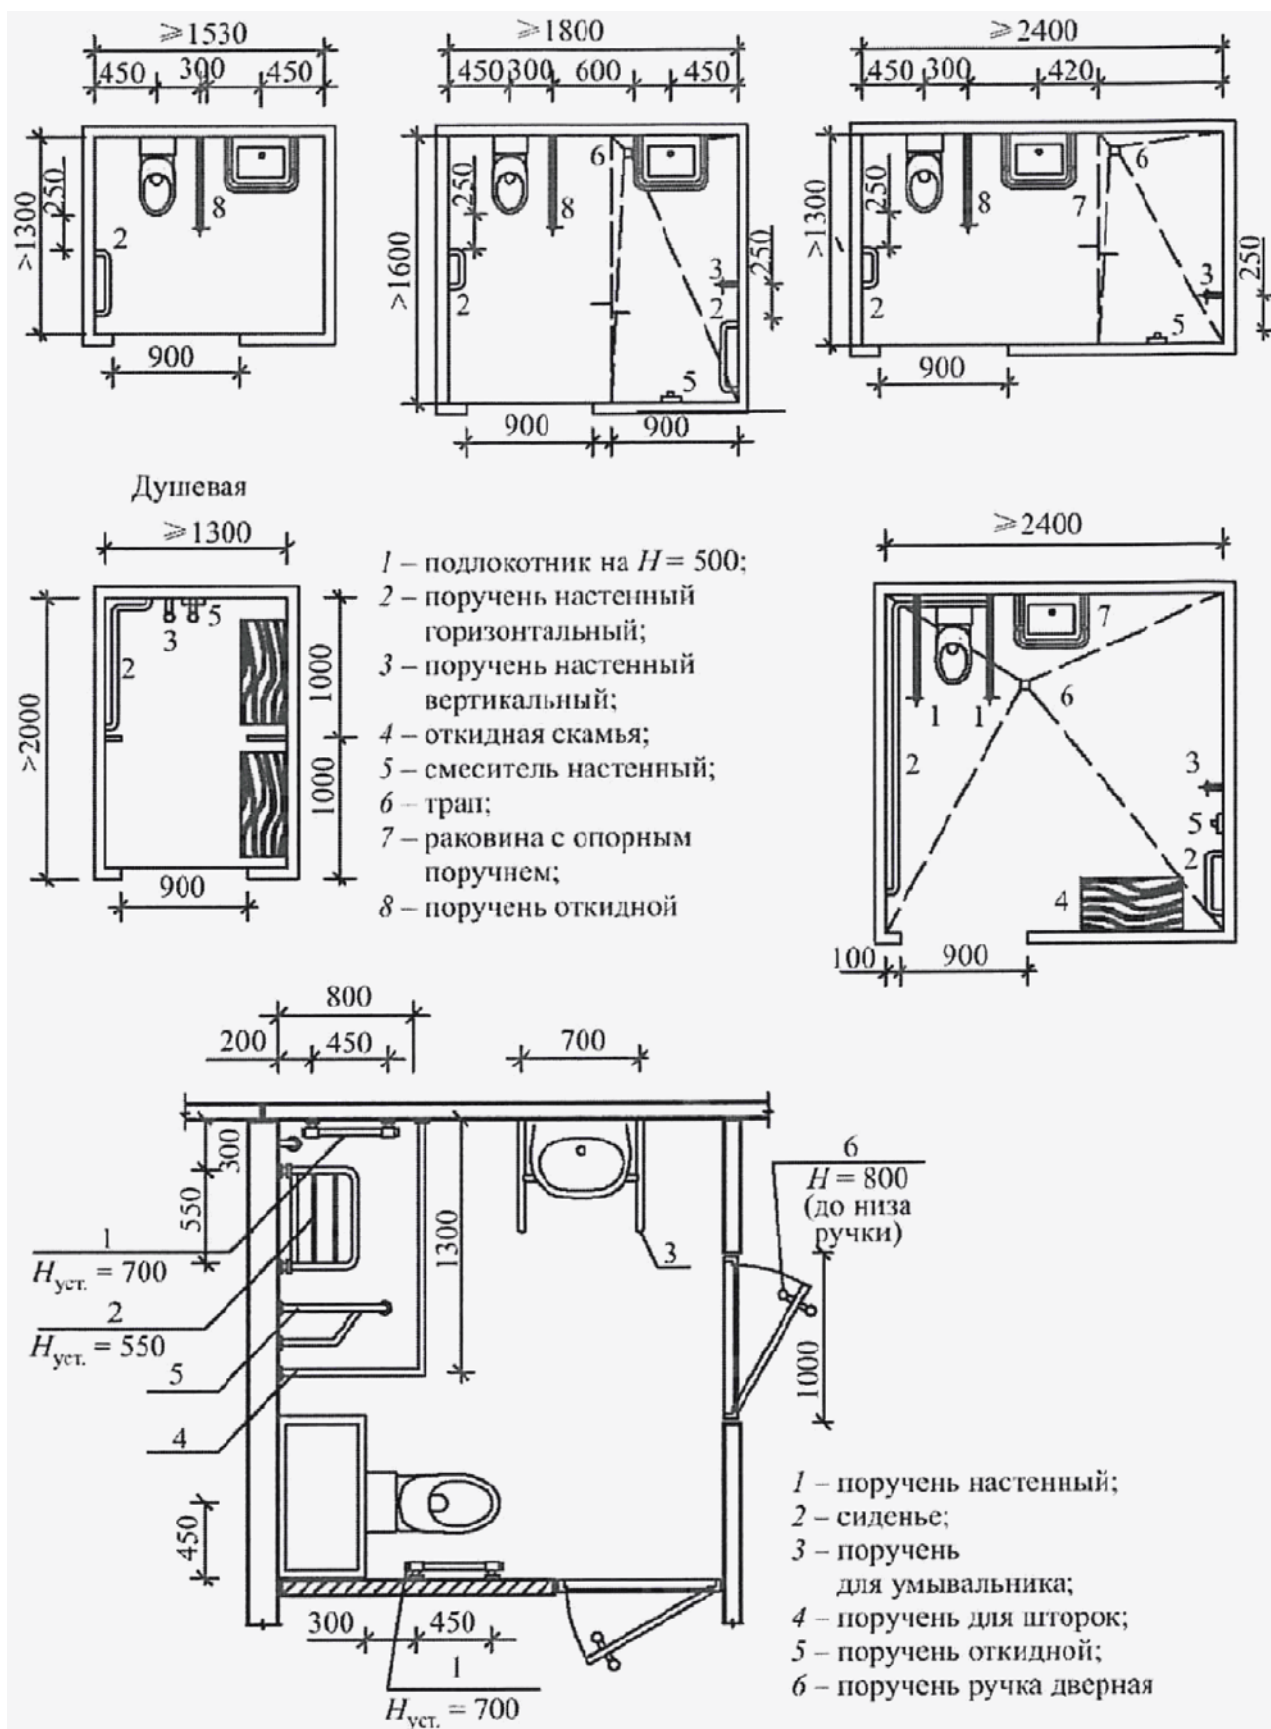 ⩾1530
450 300 450
>1300
250
2
8
900
⩾1800
450 300 600 450
>1600
250
2
8
6
3
2
5
250
900 900
⩾2400
450 300 420
>1300
250
2
8
7
6
3
5
250
900
Душевая
⩾1300
>2000
2
3
5
1000
1000
900
1 – подлокотник на H = 500;
2 – поручень настенный
горизонтальный;
3 – поручень настенный
вертикальный;
4 – откидная скамья;
5 – смеситель настенный;
6 – трап;
7 – раковина с опорным
поручнем;
8 – поручень откидной
⩾2400
7
1 1
6
2
3
5
2
4
100 900
800
200 450
700
300
550
1300
1
Hуст. = 700
2
Hуст. = 550
5
4
3
6
H = 800
(до низа
ручки)
1000
450
300 450
1
Hуст. = 700
1 – поручень настенный;
2 – сиденье;
3 – поручень
для умывальника;
4 – поручень для шторок;
5 – поручень откидной;
6 – поручень ручка дверная